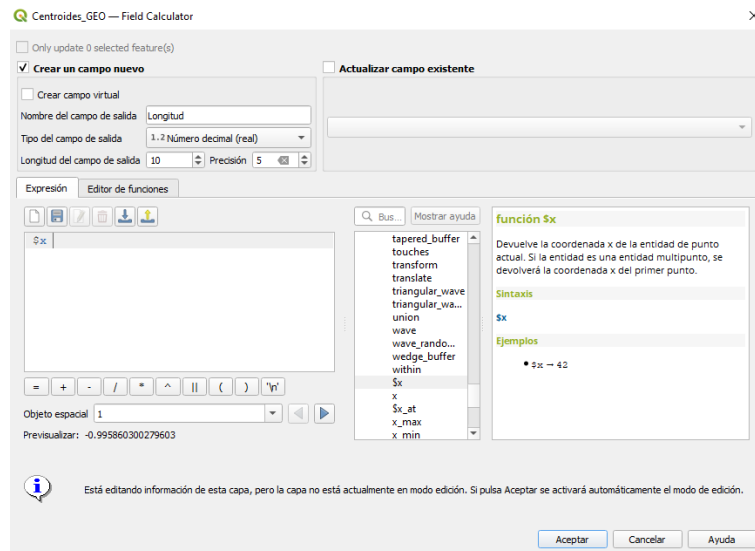 Centroides_GEO — Field Calculator
Only update 0 selected feature(s)
Crear un campo nuevo
Actualizar campo existente
Crear campo virtual
Nombre del campo de salida Longitud
Tipo del campo de salida 1.2 Número decimal (real)
Longitud del campo de salida 10 Precisión 5
Expresión Editor de funciones
$x
= + - / * ^ || ( ) '\n'
Objeto espacial 1
Previsualizar: -0.995860300279603
Bus... Mostrar ayuda
tapered_buffer
touches
transform
translate
triangular_wave
triangular_wa...
union
wave
wave_rando...
wedge_buffer
within
$x
x
$x_at
x_max
x_min
función $x
Devuelve la coordenada x de la entidad de punto
actual. Si la entidad es una entidad multipunto, se
devolverá la coordenada x del primer punto.
Sintaxis
$x
Ejemplos
• $x → 42
Está editando información de esta capa, pero la capa no está actualmente en modo edición. Si pulsa Aceptar se activará automáticamente el modo de edición.
Aceptar Cancelar Ayuda